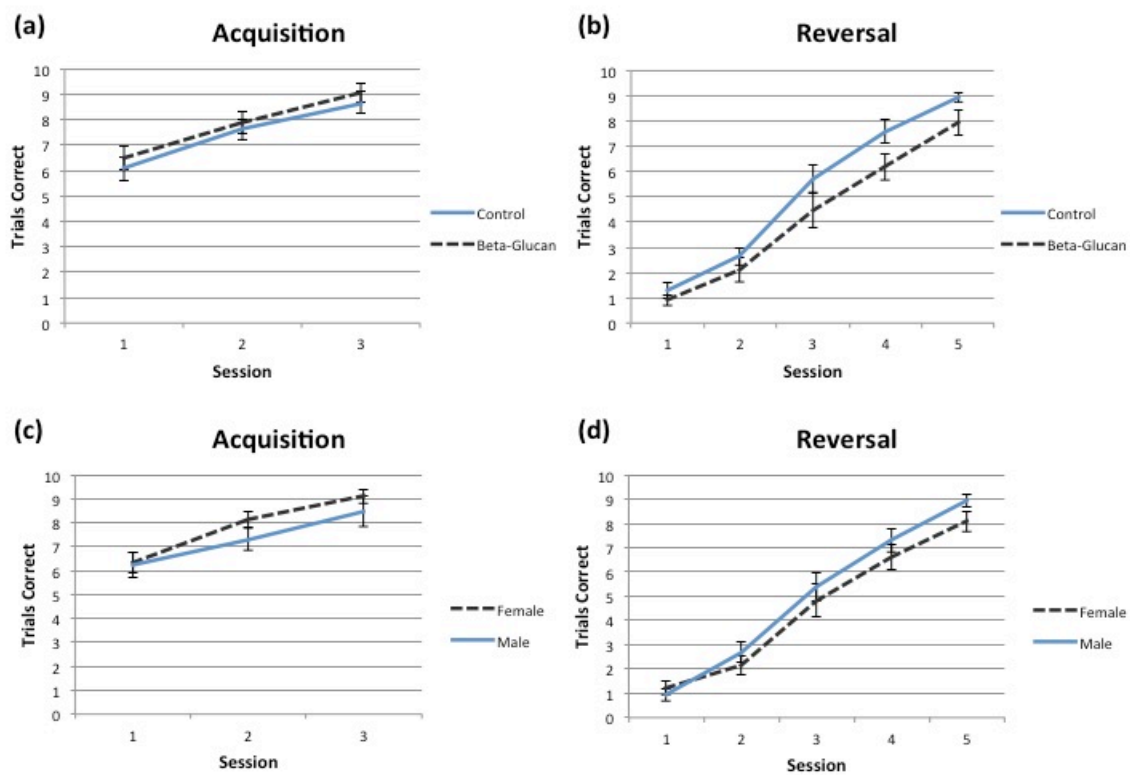 (a)
Acquisition
10
9
8
7
6
5
4
3
2
1
0
Trials Correct
1 2 3
Session
Control
Beta-Glucan
(b)
Reversal
10
9
8
7
6
5
4
3
2
1
0
Trials Correct
1 2 3 4 5
Session
Control
Beta-Glucan
(c)
Acquisition
10
9
8
7
6
5
4
3
2
1
0
Trials Correct
1 2 3
Session
Female
Male
(d)
Reversal
10
9
8
7
6
5
4
3
2
1
0
Trials Correct
1 2 3 4 5
Session
Female
Male